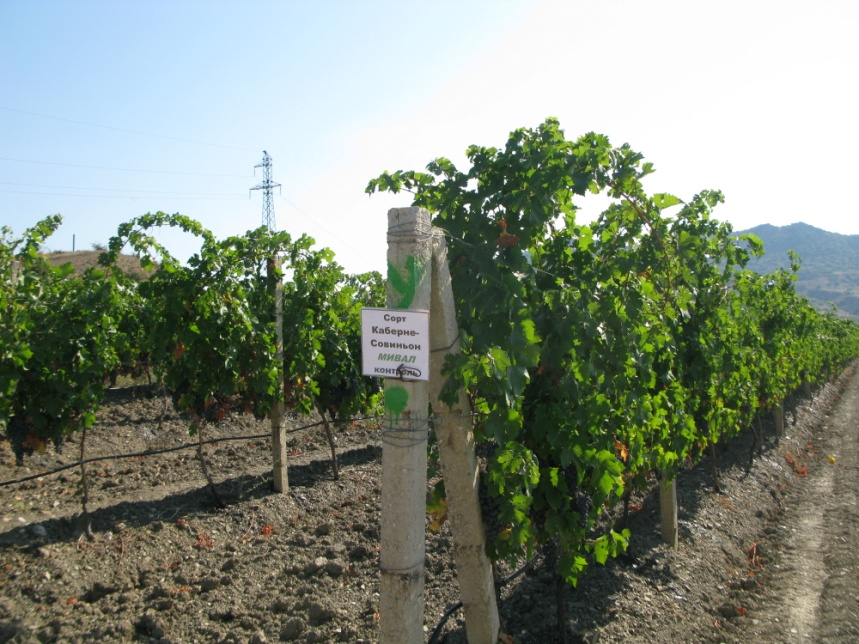 Сорт
Каберне-
Совиньон
МИВАЛ
контроль